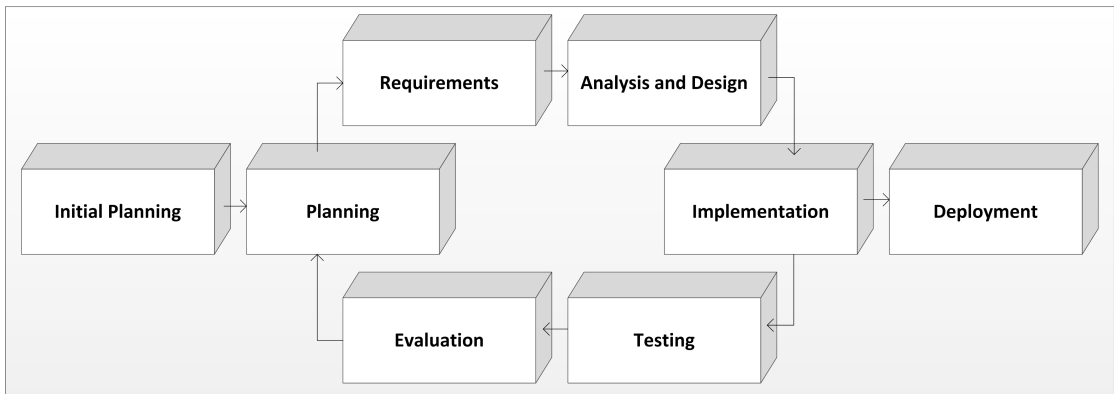 Requirements
Analysis and Design
Initial Planning
Planning
Implementation
Deployment
Evaluation
Testing